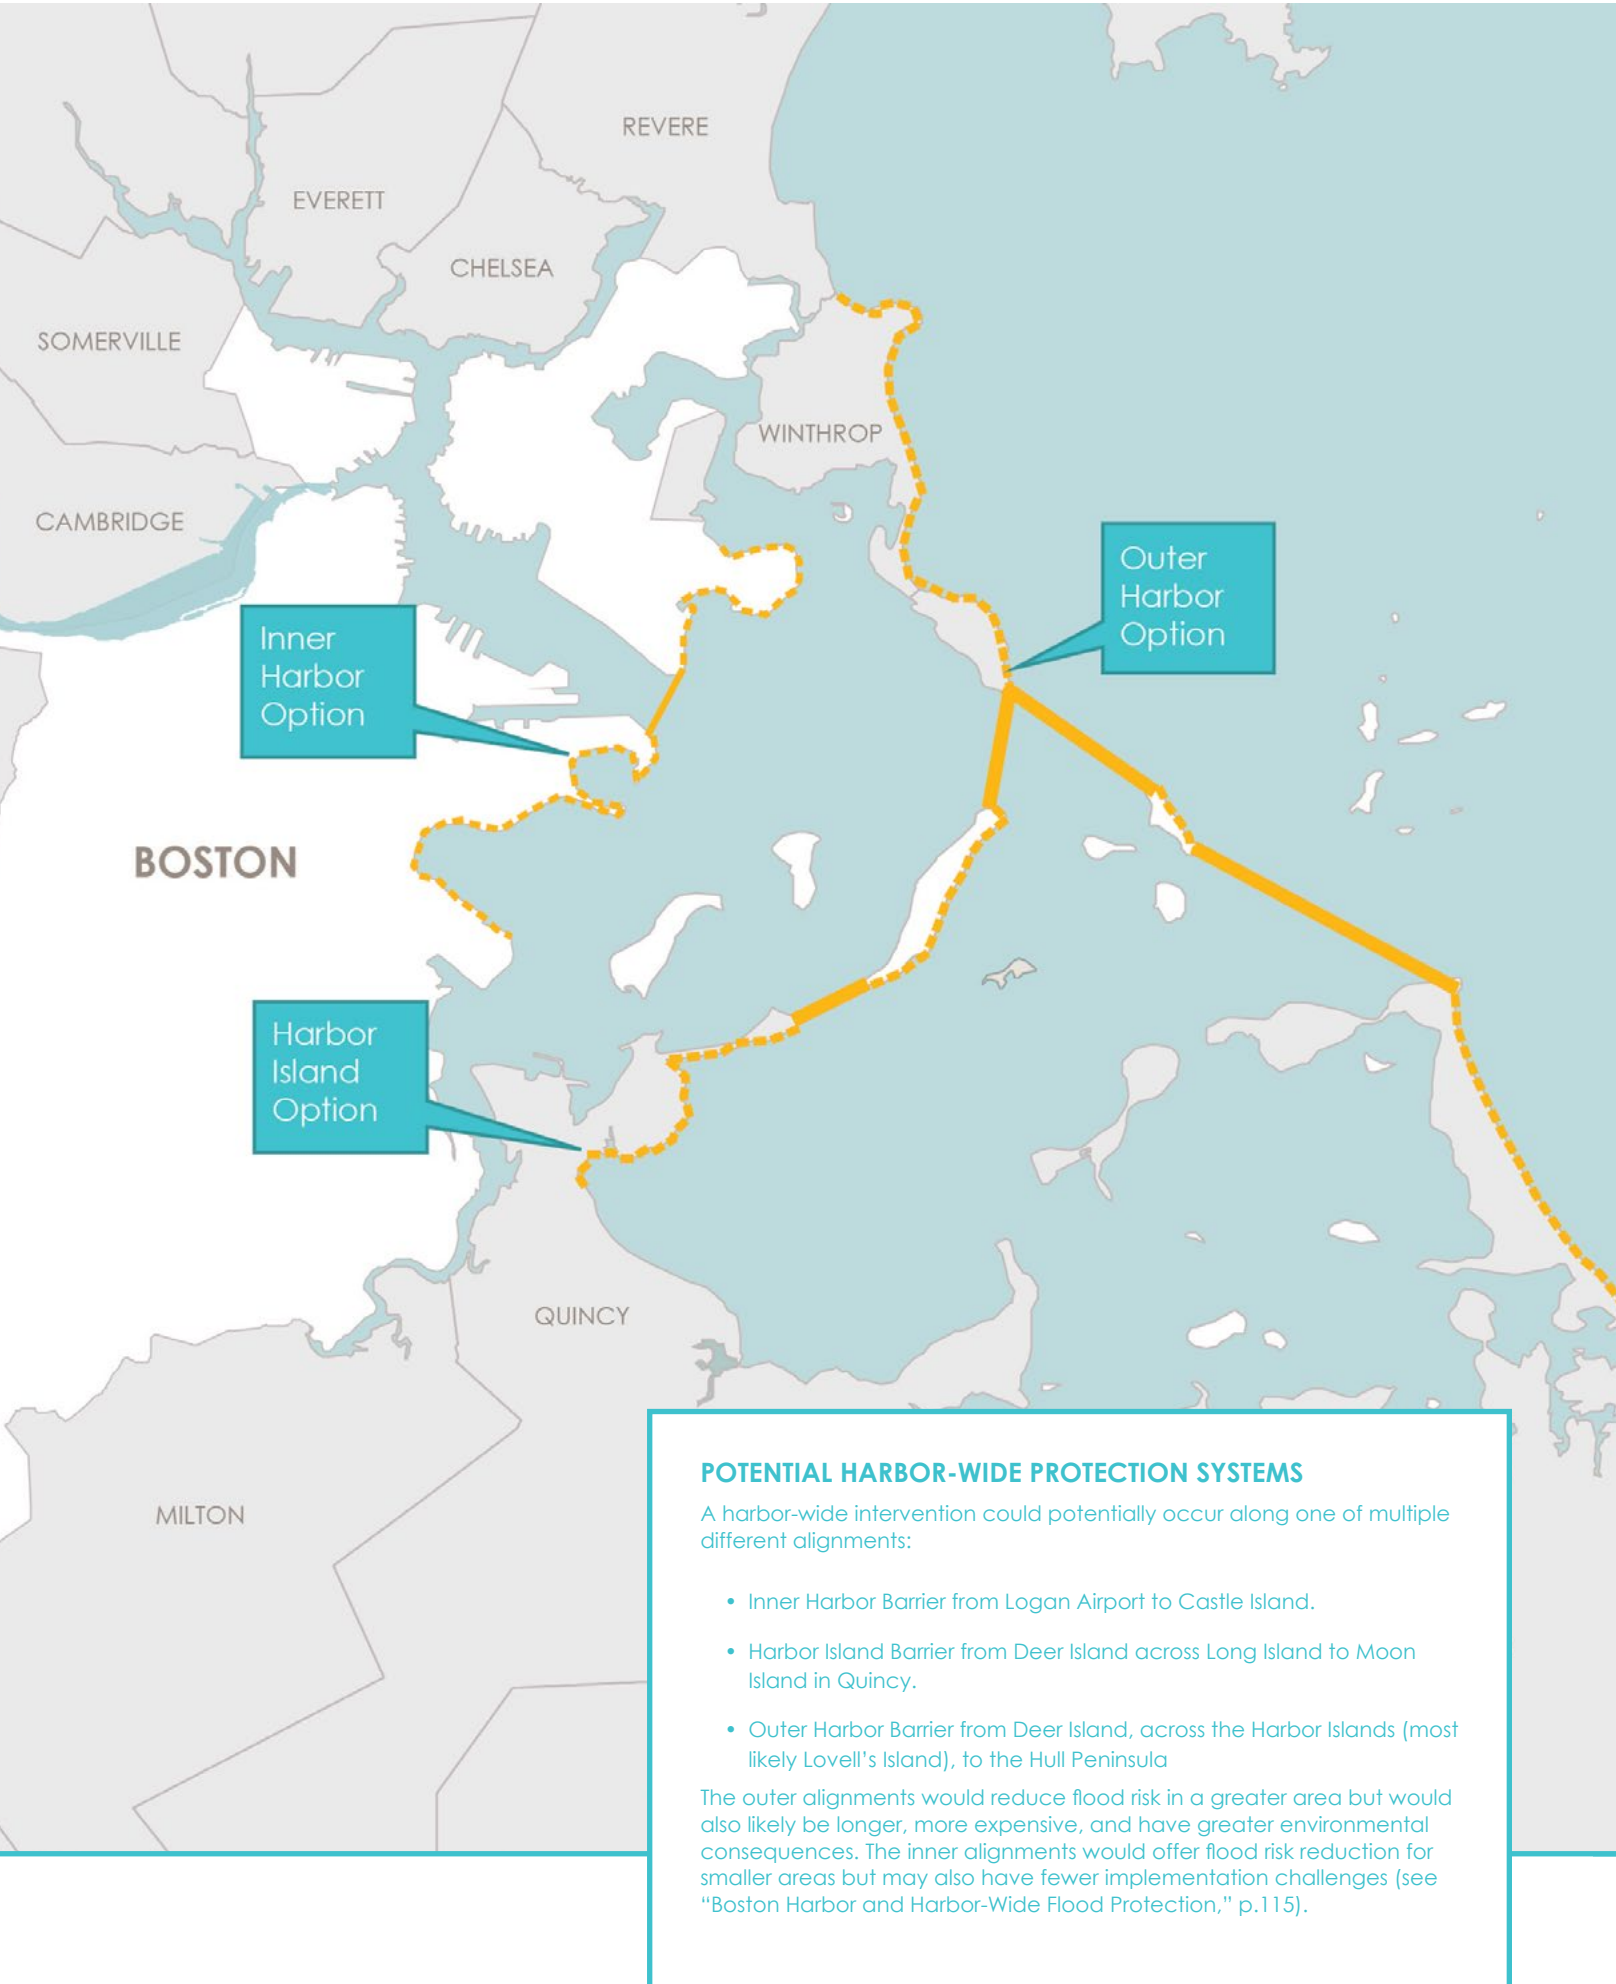 REVERE
EVERETT
CHELSEA
SOMERVILLE
WINTHROP
CAMBRIDGE
Outer
Harbor
Option
Inner
Harbor
Option
BOSTON
Harbor
Island
Option
QUINCY
MILTON
POTENTIAL HARBOR-WIDE PROTECTION SYSTEMS
A harbor-wide intervention could potentially occur along one of multiple
different alignments:
• Inner Harbor Barrier from Logan Airport to Castle Island.
• Harbor Island Barrier from Deer Island across Long Island to Moon
Island in Quincy.
• Outer Harbor Barrier from Deer Island, across the Harbor Islands (most
likely Lovell’s Island), to the Hull Peninsula
The outer alignments would reduce flood risk in a greater area but would
also likely be longer, more expensive, and have greater environmental
consequences. The inner alignments would offer flood risk reduction for
smaller areas but may also have fewer implementation challenges (see
“Boston Harbor and Harbor-Wide Flood Protection,” p.115).